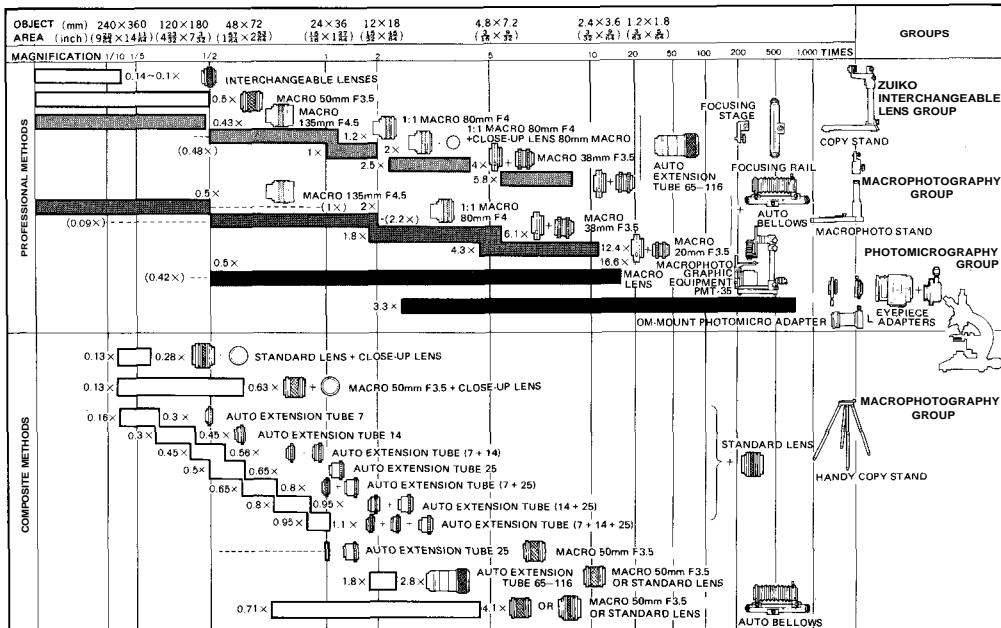 OBJECT (mm) 240×360 120×180 48×72 24×36 12×18 4.8×7.2 2.4×3.6 1.2×1.8
AREA (inch)
GROUPS
MAGNIFICATION 1/10 1/5 1/2 1 2 5 10 20 50 100 200 500 1,000 TIMES
PROFESSIONAL METHODS
0.14~0.1× INTERCHANGEABLE LENSES
0.5× MACRO 50mm F3.5
0.43× MACRO 135mm F4.5
(0.48×) 1.2× 1:1 MACRO 80mm F4
1× 2× 1:1 MACRO 80mm F4
+CLOSE-UP LENS 80mm MACRO
2.5× 4× + MACRO 38mm F3.5
5.8× +
AUTO EXTENSION TUBE 65–116
FOCUSING STAGE
FOCUSING RAIL
AUTO BELLOWS
ZUIKO INTERCHANGEABLE LENS GROUP
COPY STAND
MACROPHOTOGRAPHY GROUP
MACROPHOTO STAND
0.5× MACRO 135mm F4.5
(0.09×) (1×) 2× 1:1 MACRO 80mm F4
(2.2×)
1.8× 6.1× + MACRO 38mm F3.5
4.3× 12.4× + MACRO 20mm F3.5
0.5×
(0.42×) 16.6× MACRO LENS
MACROPHOTO GRAPHIC EQUIPMENT PMT-35
PHOTOMICROGRAPHY GROUP
3.3×
OM-MOUNT PHOTOMICRO ADAPTER L
EYEPIECE ADAPTERS
COMPOSITE METHODS
0.13× 0.28× + STANDARD LENS + CLOSE-UP LENS
0.13× 0.63× + MACRO 50mm F3.5 + CLOSE-UP LENS
0.16× 0.3× AUTO EXTENSION TUBE 7
0.3× 0.45× AUTO EXTENSION TUBE 14
0.45× 0.56× + AUTO EXTENSION TUBE (7 + 14)
0.5× 0.65× AUTO EXTENSION TUBE 25
0.65× 0.8× + AUTO EXTENSION TUBE (7 + 25)
0.8× 0.95× + AUTO EXTENSION TUBE (14 + 25)
0.95× 1.1× + + AUTO EXTENSION TUBE (7 + 14 + 25)
+ STANDARD LENS
MACROPHOTOGRAPHY GROUP
HANDY COPY STAND
AUTO EXTENSION TUBE 25 MACRO 50mm F3.5
1.8× 2.8× AUTO EXTENSION TUBE 65–116 MACRO 50mm F3.5 OR STANDARD LENS
0.71× 4.1× OR MACRO 50mm F3.5 OR STANDARD LENS
AUTO BELLOWS